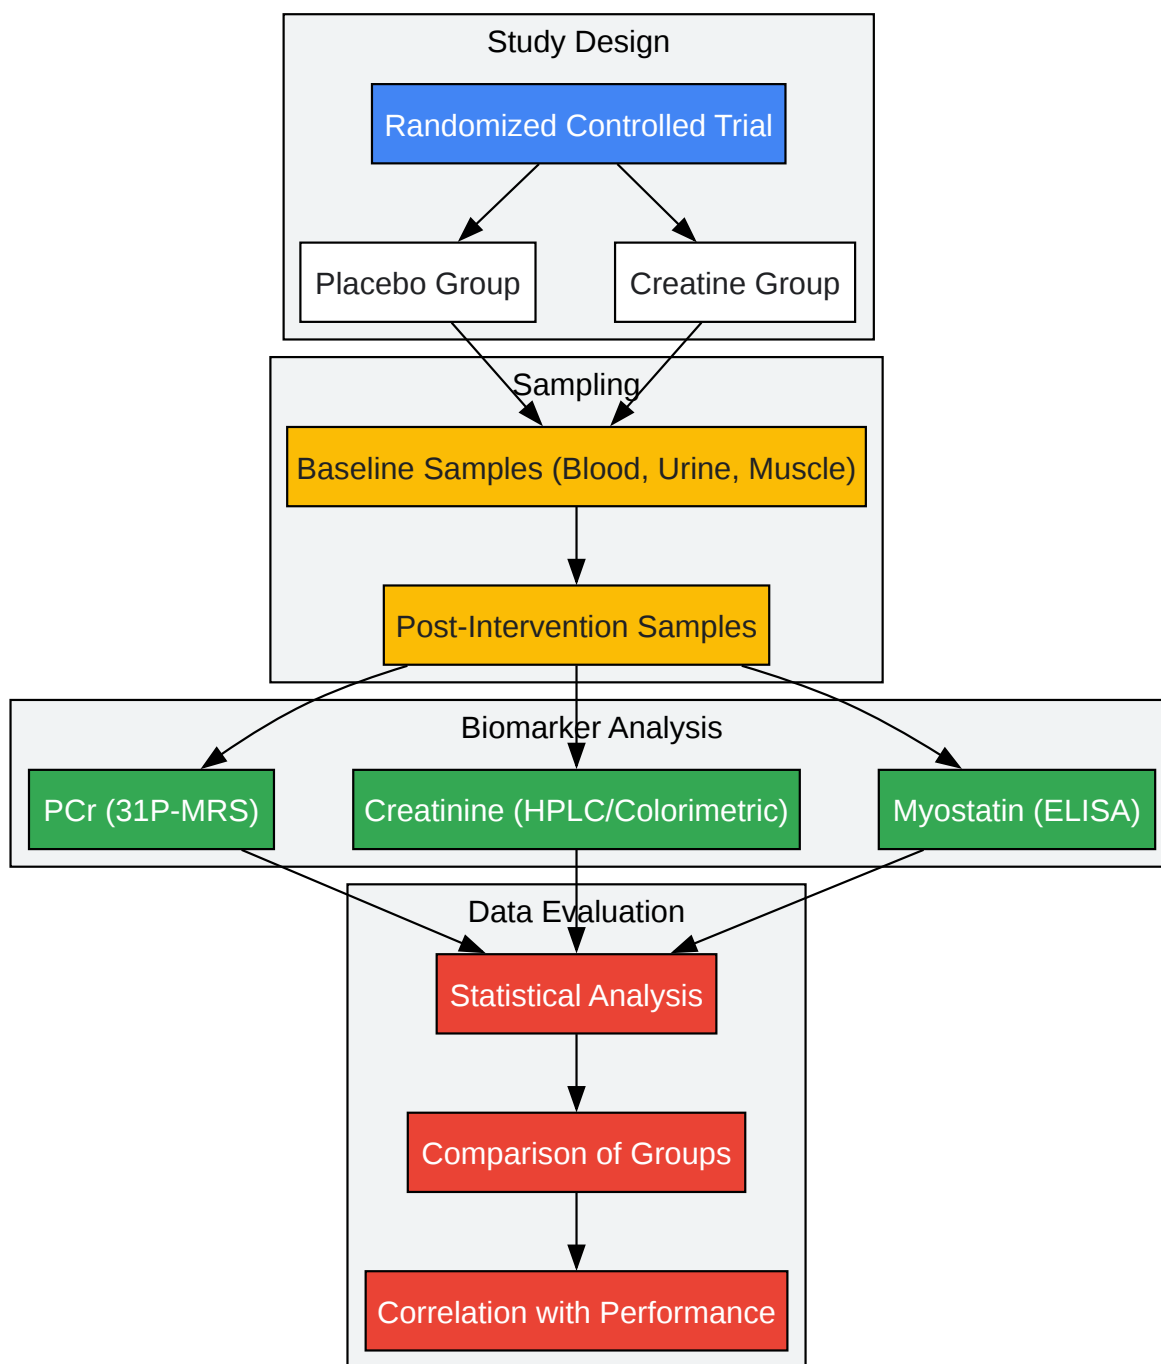 Study Design
Randomized Controlled Trial
Placebo Group
Creatine Group
Sampling
Baseline Samples (Blood, Urine, Muscle)
Post-Intervention Samples
Biomarker Analysis
PCr (31P-MRS)
Creatinine (HPLC/Colorimetric)
Myostatin (ELISA)
Data Evaluation
Statistical Analysis
Comparison of Groups
Correlation with Performance